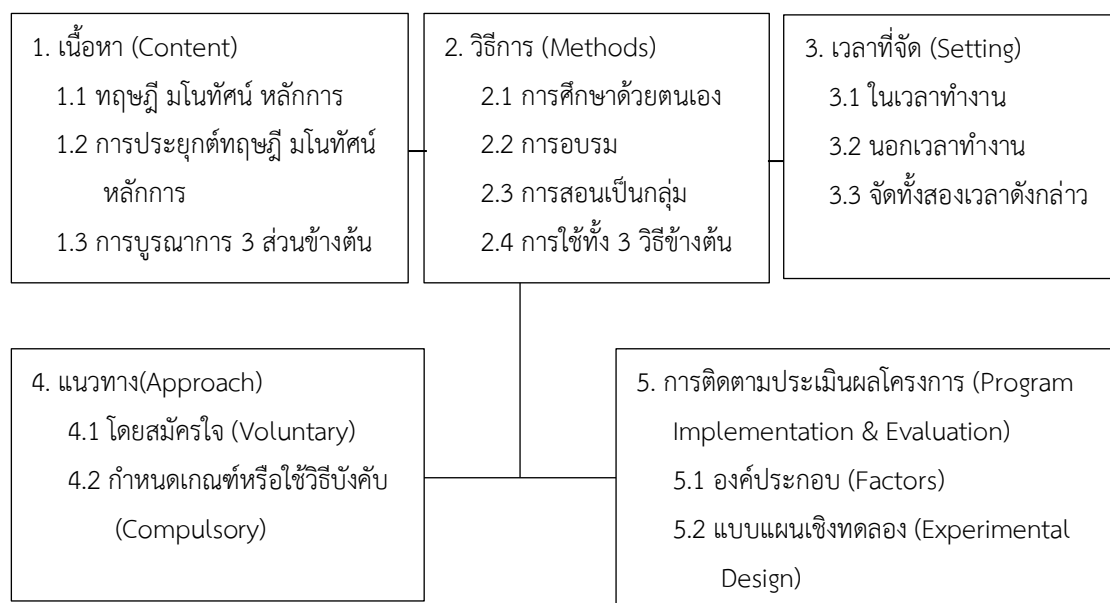 1. เนื้อหา (Content)
1.1 ทฤษฎี มโนทัศน์ หลักการ
1.2 การประยุกต์ทฤษฎี มโนทัศน์
หลักการ
1.3 การบูรณาการ 3 ส่วนข้างต้น
2. วิธีการ (Methods)
2.1 การศึกษาด้วยตนเอง
2.2 การอบรม
2.3 การสอนเป็นกลุ่ม
2.4 การใช้ทั้ง 3 วิธีข้างต้น
3. เวลาที่จัด (Setting)
3.1 ในเวลาทำงาน
3.2 นอกเวลาทำงาน
3.3 จัดทั้งสองเวลาดังกล่าว
4. แนวทาง(Approach)
4.1 โดยสมัครใจ (Voluntary)
4.2 กำหนดเกณฑ์หรือใช้วิธีบังคับ
(Compulsory)
5. การติดตามประเมินผลโครงการ (Program
Implementation & Evaluation)
5.1 องค์ประกอบ (Factors)
5.2 แบบแผนเชิงทดลอง (Experimental
Design)